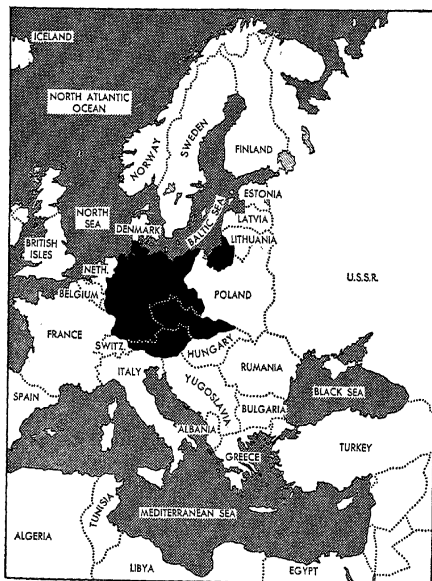 ICELAND
NORTH ATLANTIC
OCEAN
NORWAY
SWEDEN
FINLAND
ESTONIA
NORTH
SEA
DENMARK
BALTIC SEA
LATVIA
LITHUANIA
BRITISH
ISLES
NETH.
U.S.S.R.
BELGIUM
POLAND
FRANCE
SWITZ.
HUNGARY
RUMANIA
ITALY
YUGOSLAVIA
BLACK SEA
SPAIN
BULGARIA
ALBANIA
GREECE
TURKEY
TUNISIA
MEDITERRANEAN SEA
ALGERIA
LIBYA
EGYPT